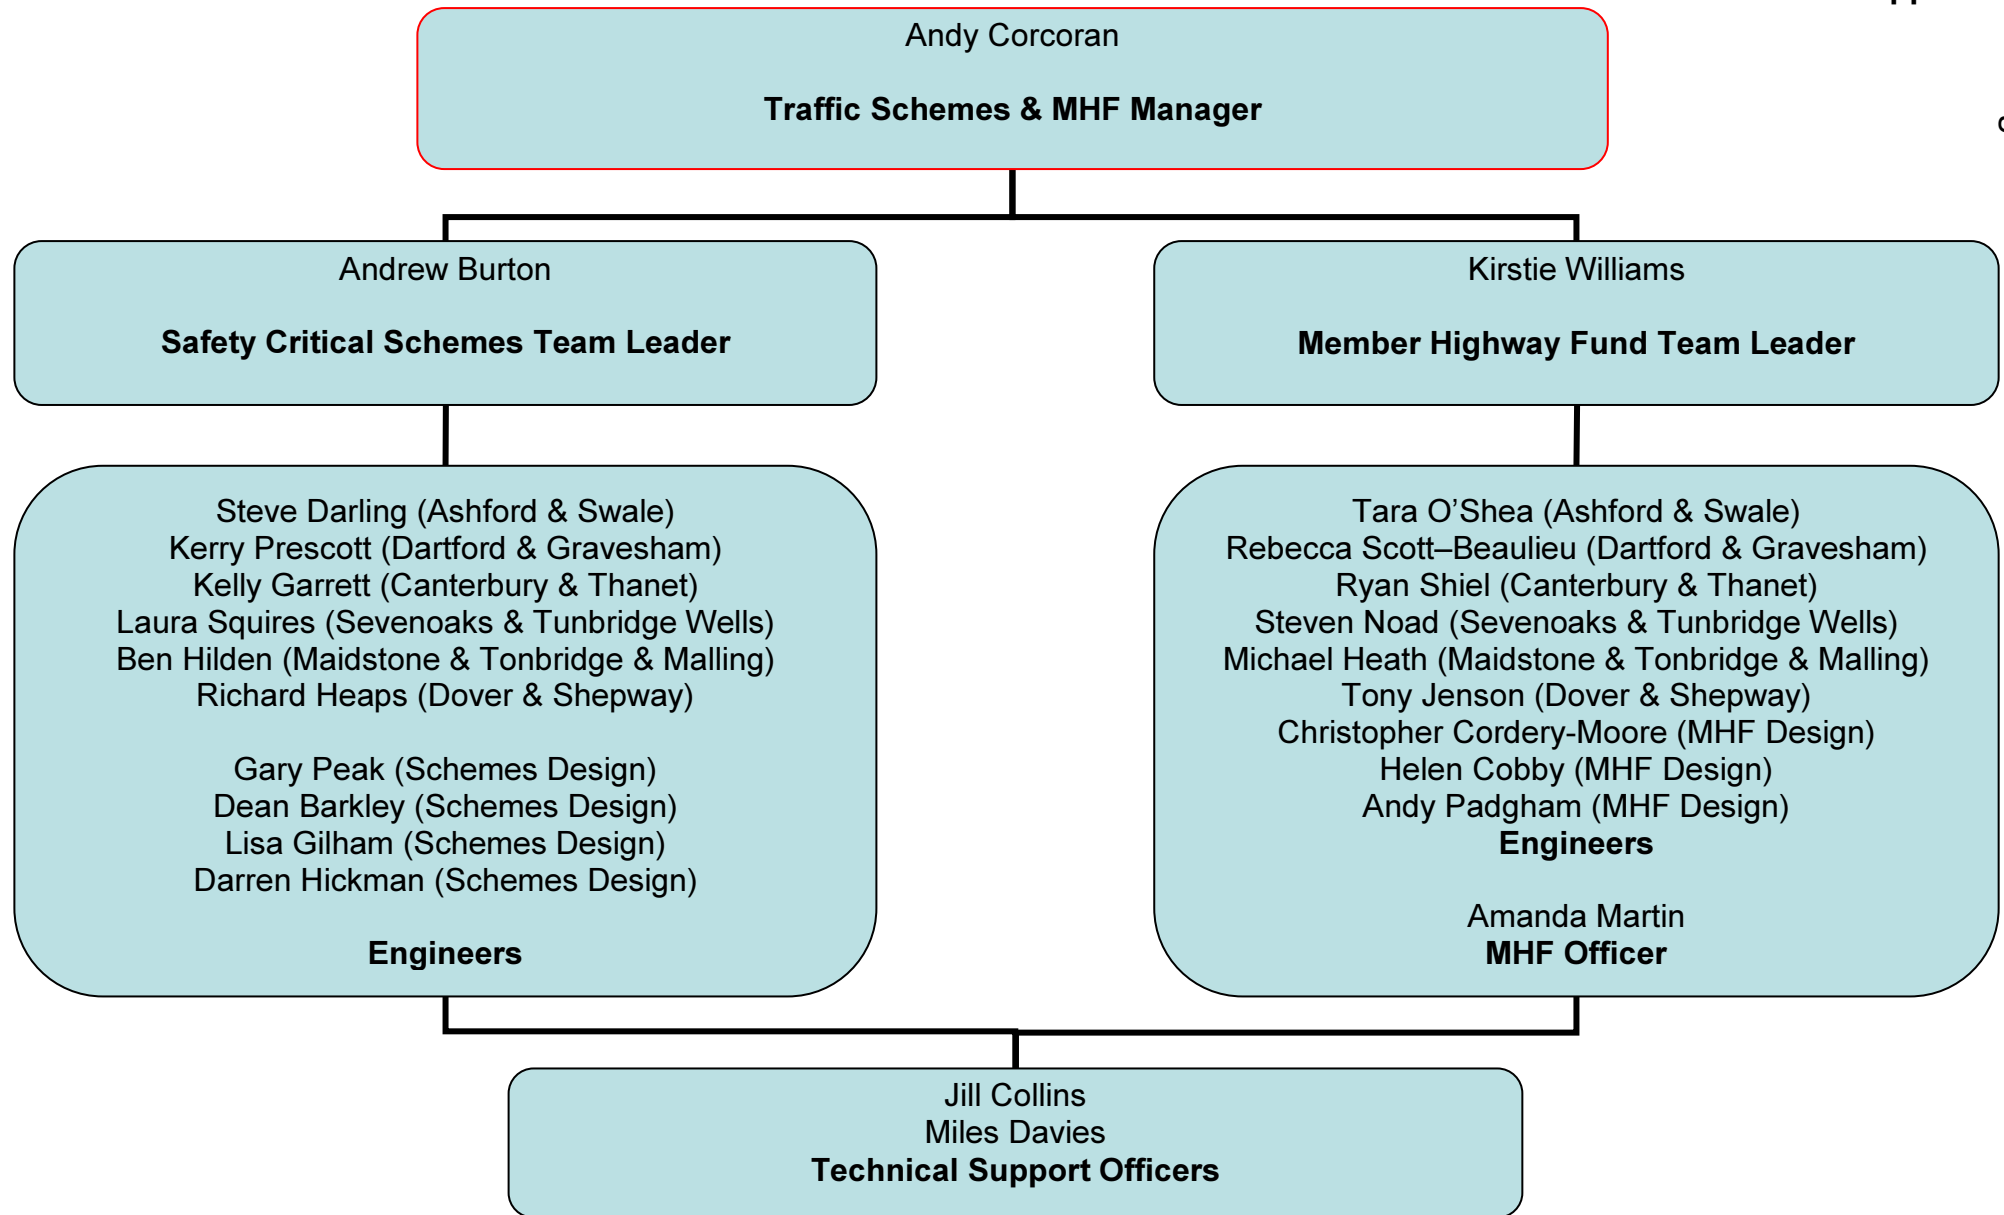 Andy Corcoran
Traffic Schemes & MHF Manager
Andrew Burton
Safety Critical Schemes Team Leader
Kirstie Williams
Member Highway Fund Team Leader
Steve Darling (Ashford & Swale)
Kerry Prescott (Dartford & Gravesham)
Kelly Garrett (Canterbury & Thanet)
Laura Squires (Sevenoaks & Tunbridge Wells)
Ben Hilden (Maidstone & Tonbridge & Malling)
Richard Heaps (Dover & Shepway)
Gary Peak (Schemes Design)
Dean Barkley (Schemes Design)
Lisa Gilham (Schemes Design)
Darren Hickman (Schemes Design)
Engineers
Tara O’Shea (Ashford & Swale)
Rebecca Scott–Beaulieu (Dartford & Gravesham)
Ryan Shiel (Canterbury & Thanet)
Steven Noad (Sevenoaks & Tunbridge Wells)
Michael Heath (Maidstone & Tonbridge & Malling)
Tony Jenson (Dover & Shepway)
Christopher Cordery-Moore (MHF Design)
Helen Cobby (MHF Design)
Andy Padgham (MHF Design)
Engineers
Amanda Martin
MHF Officer
Jill Collins
Miles Davies
Technical Support Officers